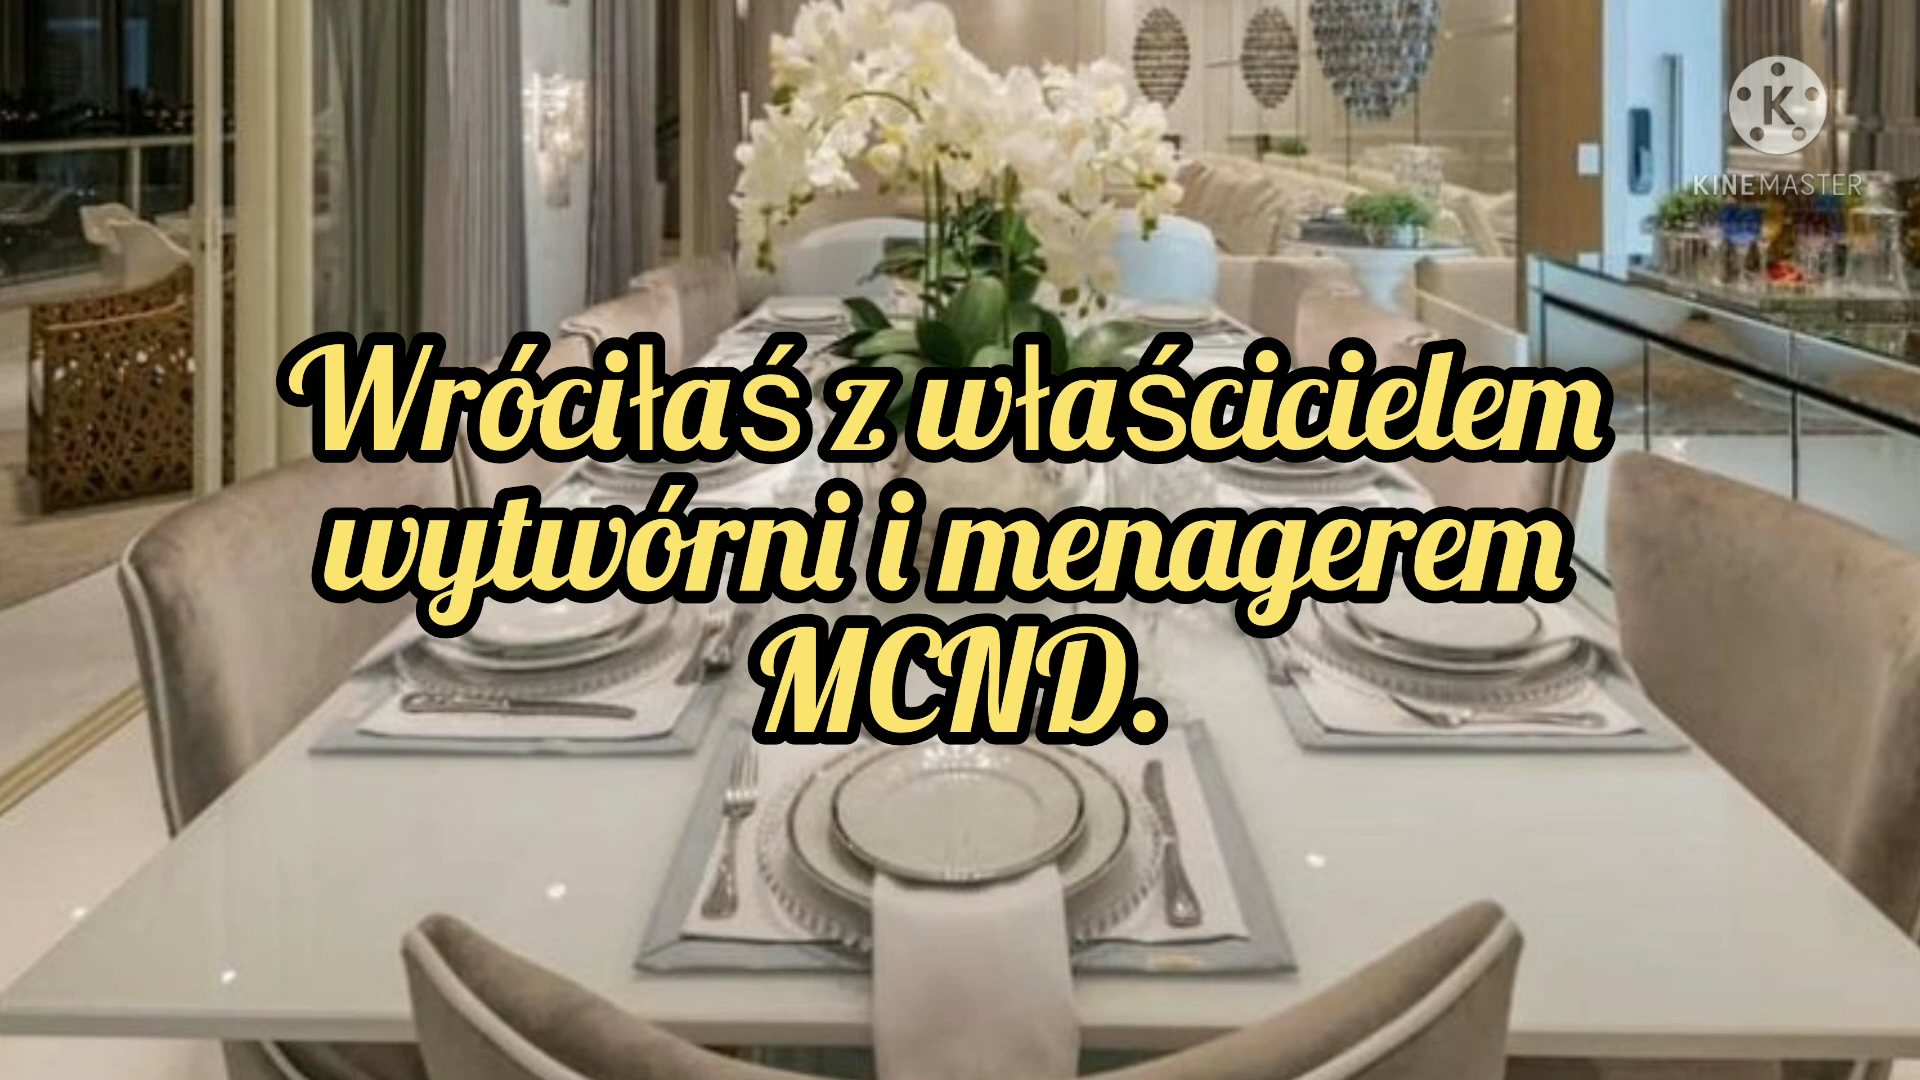 K
KINEMASTER
Wróciłaś z właścicielem
wytwórni i menagerem
MCND.